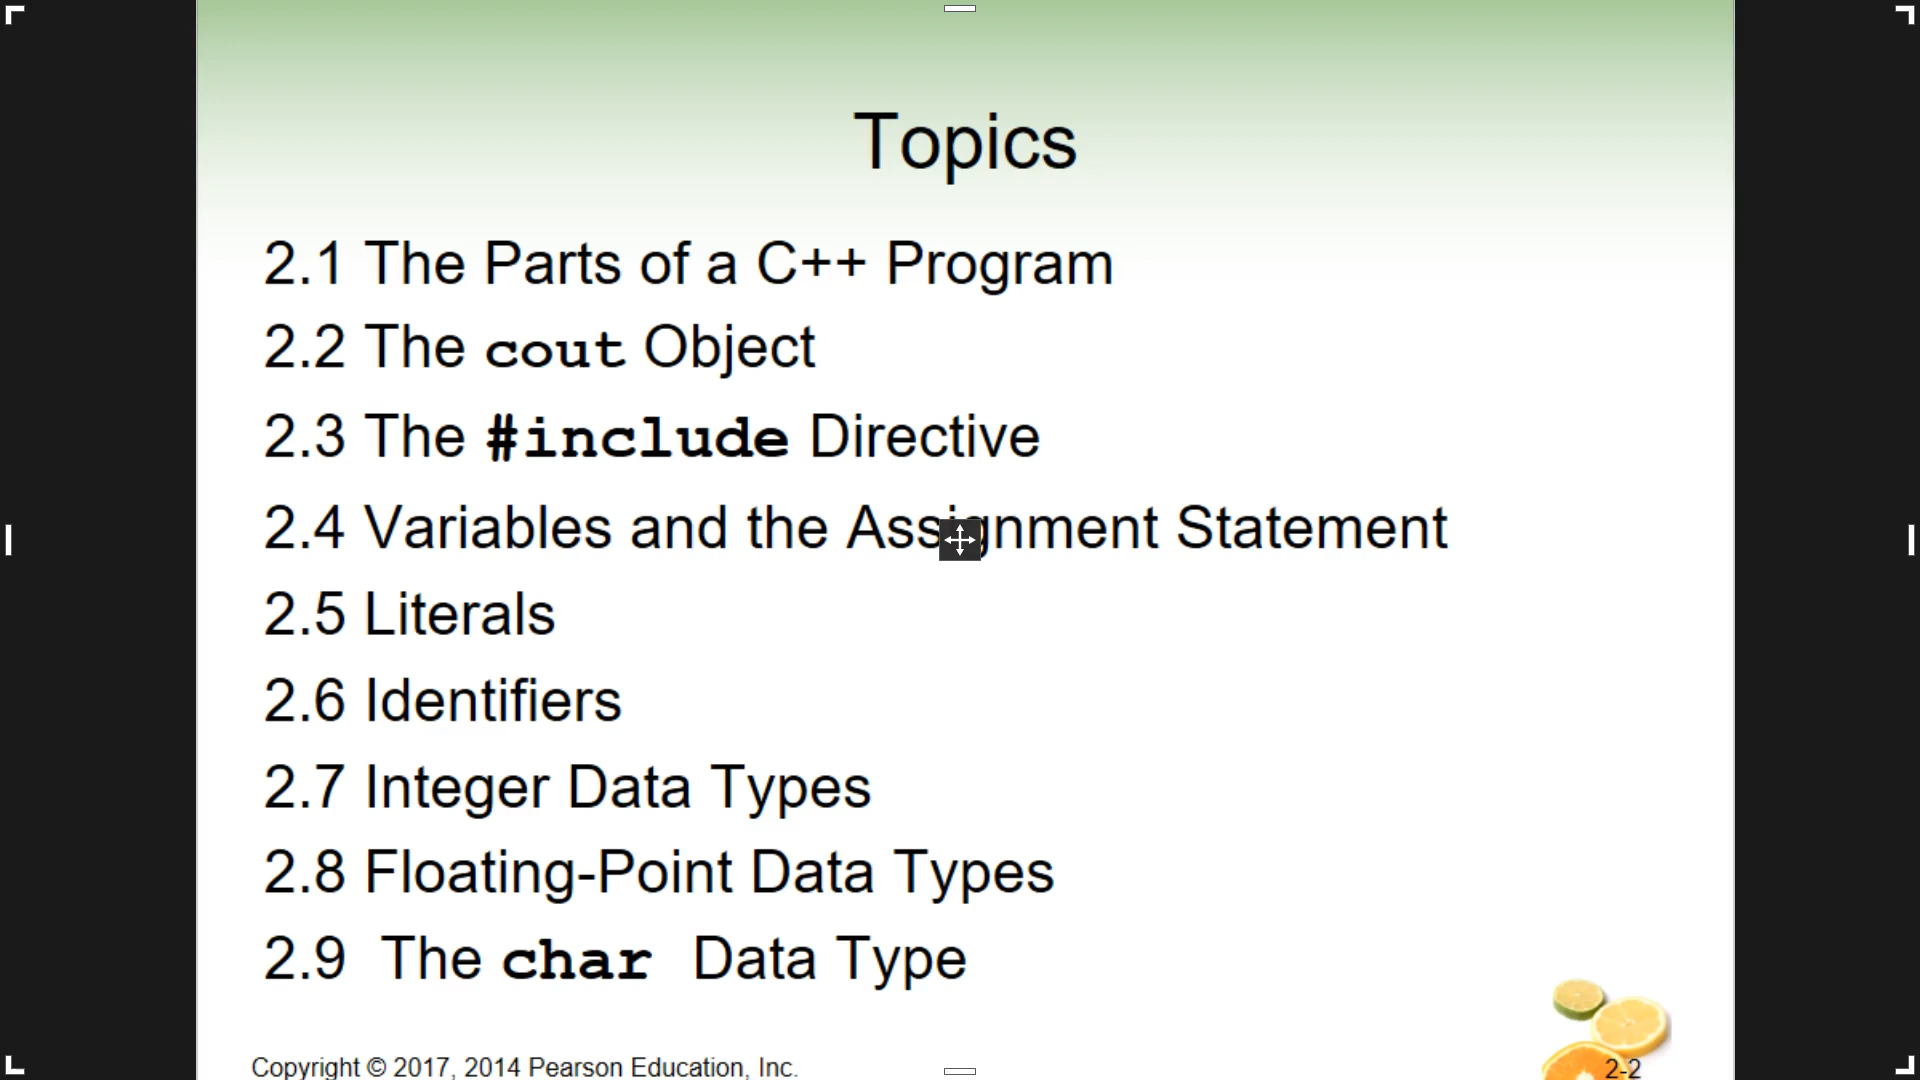 Topics
2.1 The Parts of a C++ Program
2.2 The cout Object
2.3 The #include Directive
2.4 Variables and the Assignment Statement
2.5 Literals
2.6 Identifiers
2.7 Integer Data Types
2.8 Floating-Point Data Types
2.9 The char Data Type
Copyright © 2017, 2014 Pearson Education, Inc.
2-2